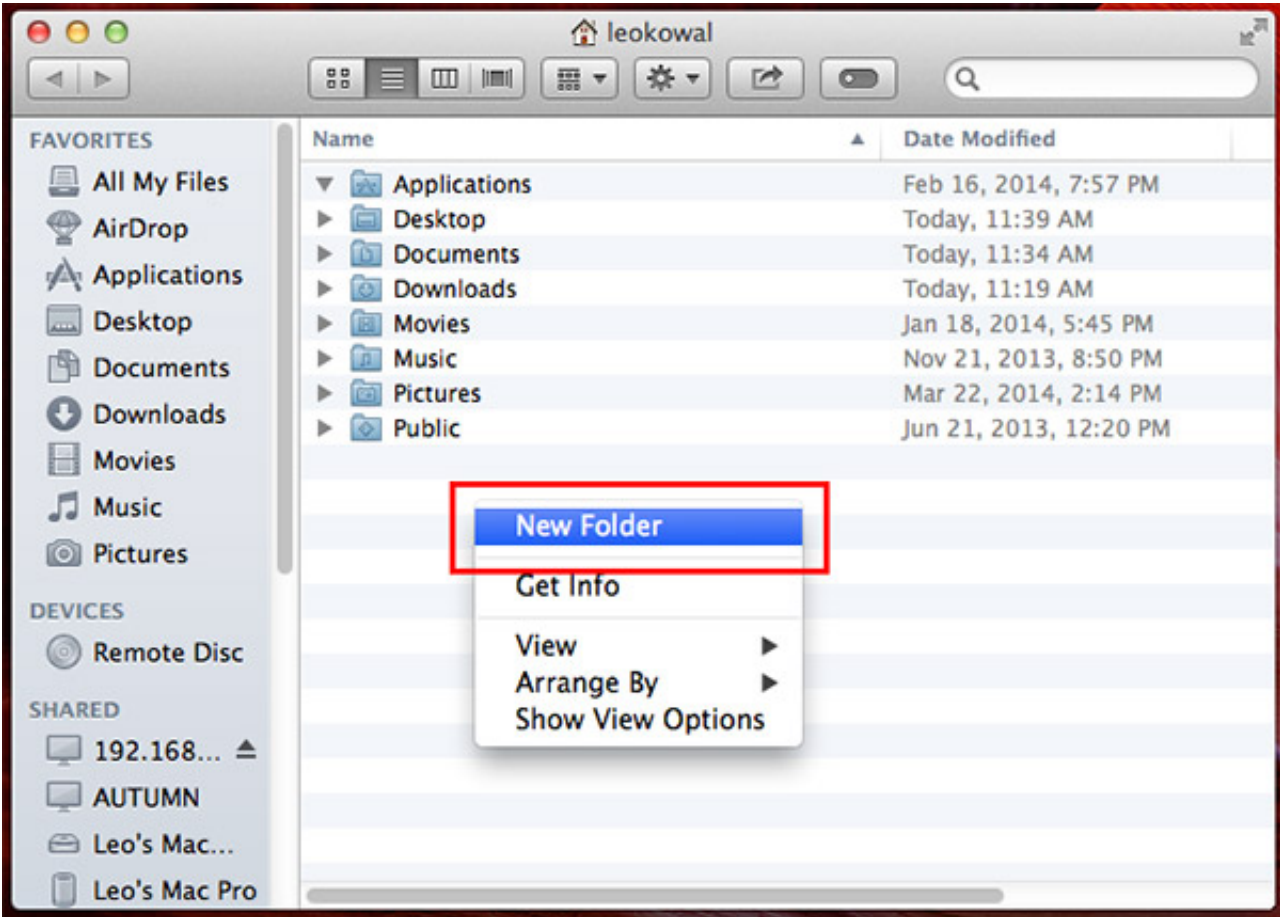 leokowal
FAVORITES
All My Files
AirDrop
Applications
Desktop
Documents
Downloads
Movies
Music
Pictures
DEVICES
Remote Disc
SHARED
192.168...
AUTUMN
Leo's Mac...
Leo's Mac Pro
Name Date Modified
Applications Feb 16, 2014, 7:57 PM
Desktop Today, 11:39 AM
Documents Today, 11:34 AM
Downloads Today, 11:19 AM
Movies Jan 18, 2014, 5:45 PM
Music Nov 21, 2013, 8:50 PM
Pictures Mar 22, 2014, 2:14 PM
Public Jun 21, 2013, 12:20 PM
New Folder
Get Info
View
Arrange By
Show View Options